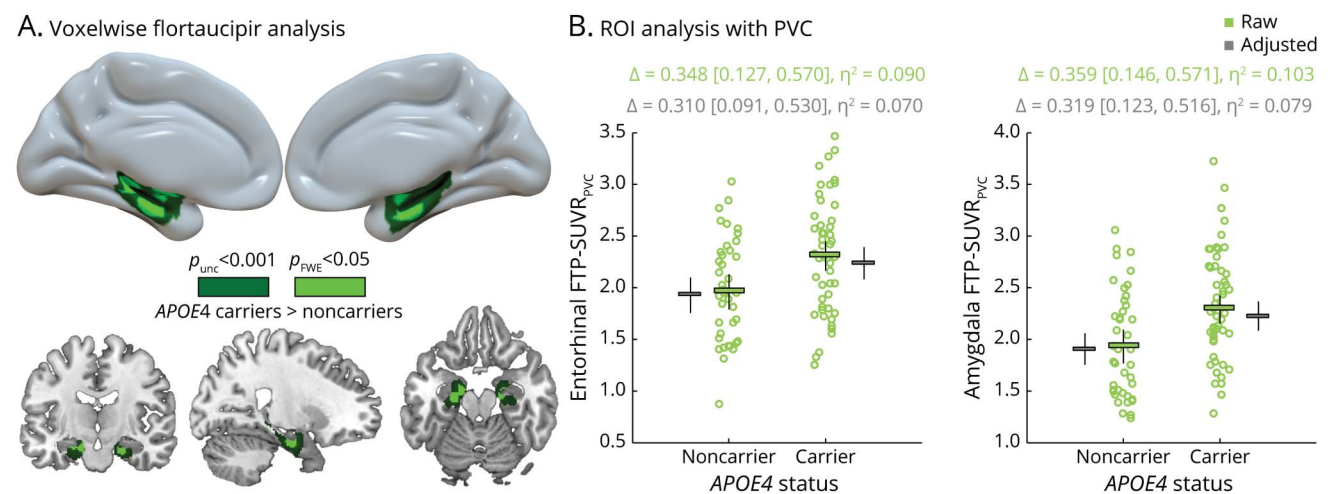 A. Voxelwise flortaucipir analysis
p_unc<0.001 p_FWE<0.05
APOE4 carriers > noncarriers
B. ROI analysis with PVC
Raw
Adjusted
Δ = 0.348 [0.127, 0.570], η² = 0.090
Δ = 0.310 [0.091, 0.530], η² = 0.070
Entorhinal FTP-SUVR_PVC
3.5
3.0
2.5
2.0
1.5
1.0
0.5
Noncarrier Carrier
APOE4 status
Δ = 0.359 [0.146, 0.571], η² = 0.103
Δ = 0.319 [0.123, 0.516], η² = 0.079
Amygdala FTP-SUVR_PVC
4.0
3.5
3.0
2.5
2.0
1.5
1.0
Noncarrier Carrier
APOE4 status